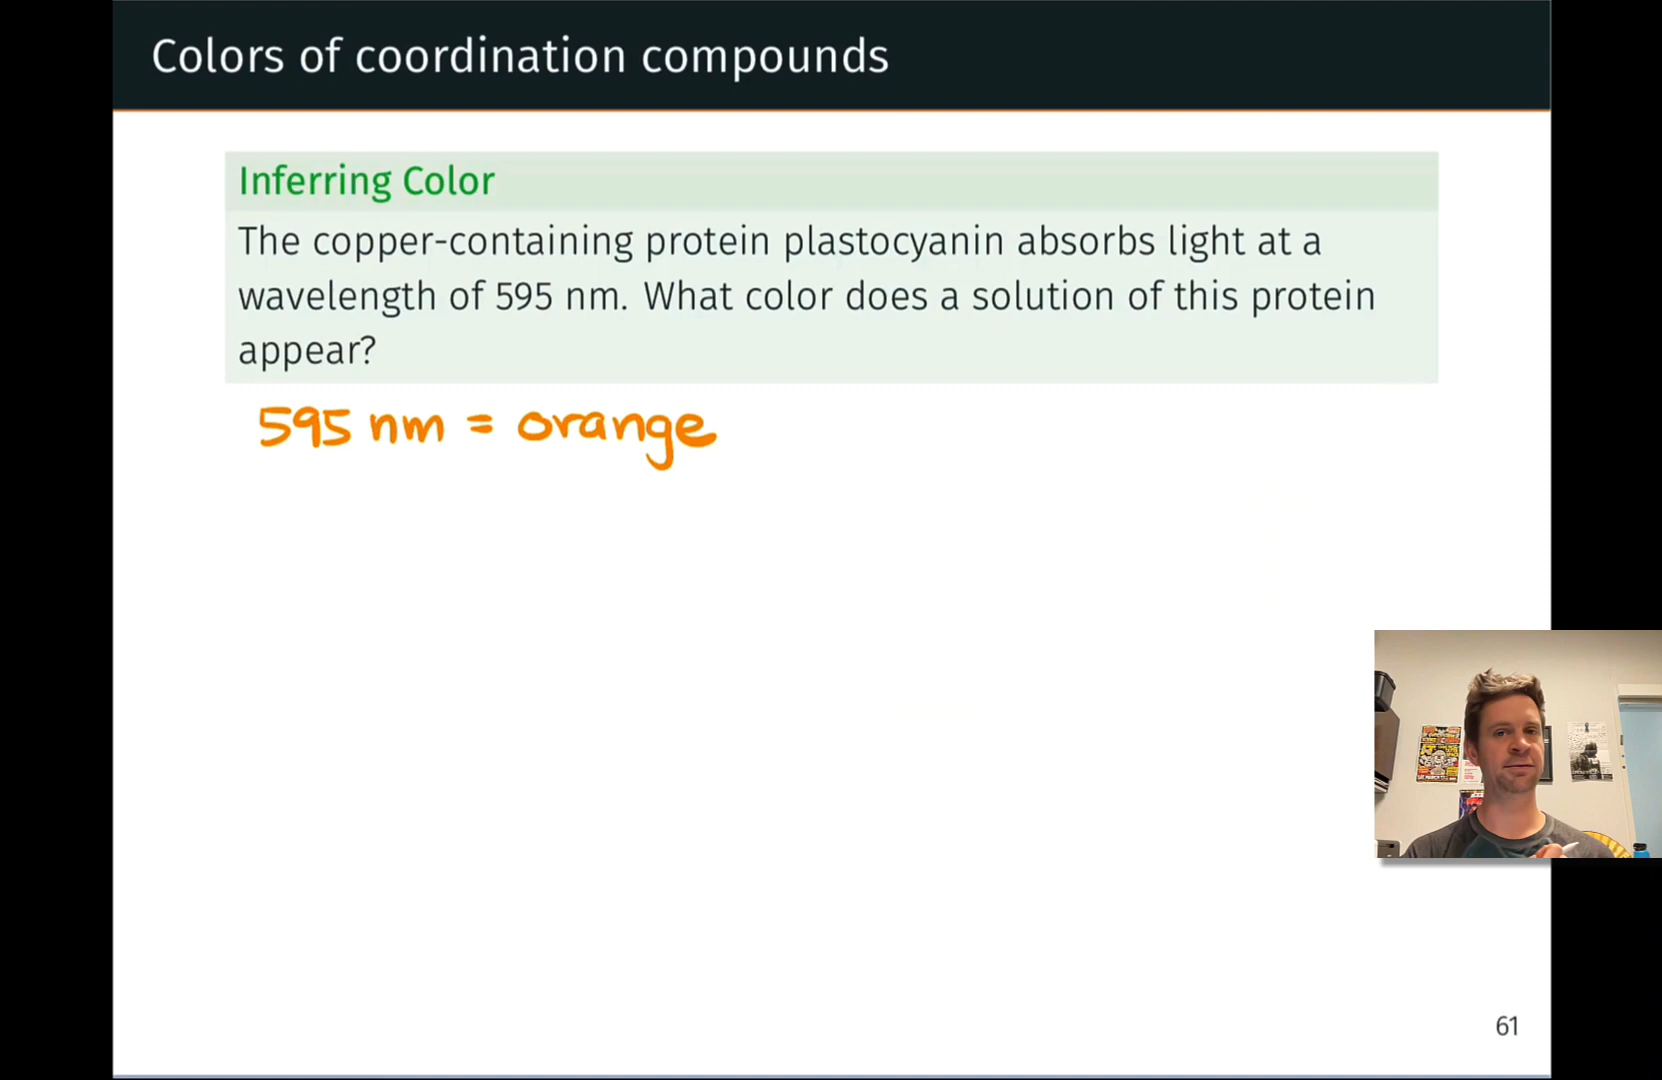 Colors of coordination compounds
Inferring Color
The copper-containing protein plastocyanin absorbs light at a
wavelength of 595 nm. What color does a solution of this protein
appear?
595 nm = orange
61